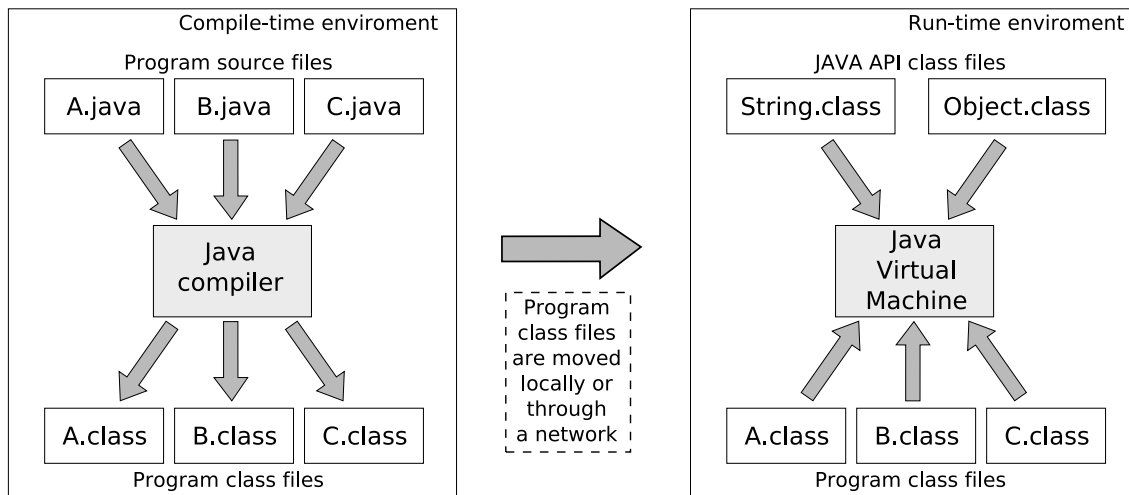 Compile-time enviroment
Program source files
A.java
B.java
C.java
Java
compiler
A.class
B.class
C.class
Program class files
Program
class files
are moved
locally or
through
a network
Run-time enviroment
JAVA API class files
String.class
Object.class
Java
Virtual
Machine
A.class
B.class
C.class
Program class files